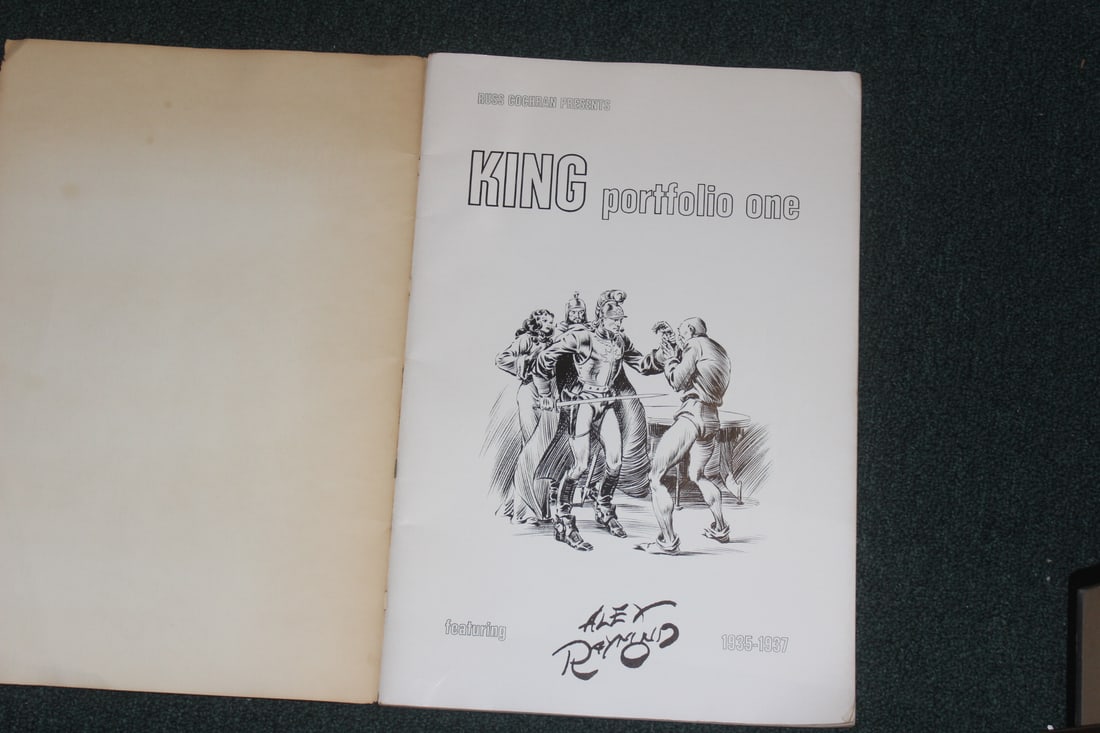 RUSS COCHRAN PRESENTS
KING portfolio one
featuring
ALEX
RAYMOND
1935-1937